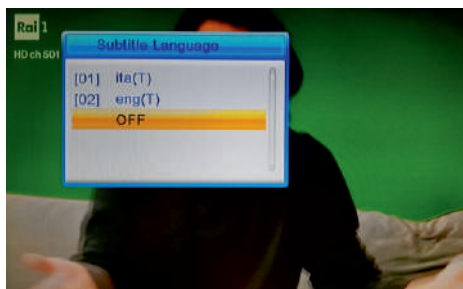 Rai 1
HD ch 501
Subtitle Language
[01] ita(T)
[02] eng(T)
OFF